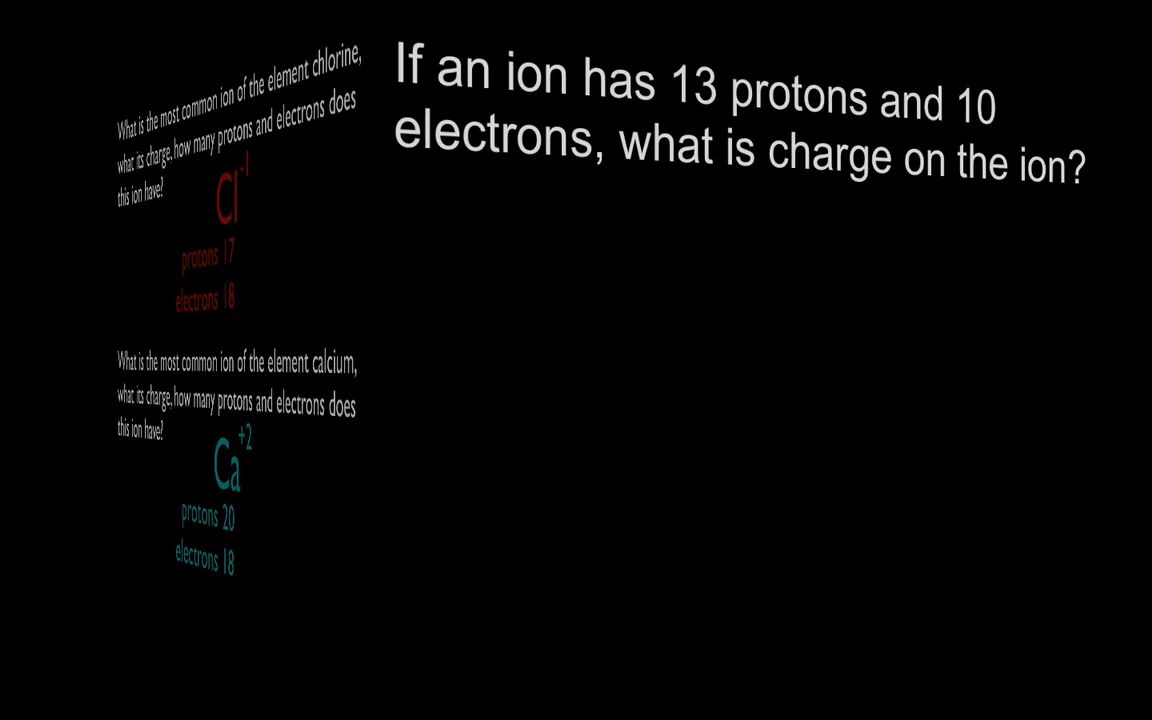 What is the most common ion of the element chlorine,
what its charge, how many protons and electrons does
this ion have?
Cl-1
protons 17
electrons 18
What is the most common ion of the element calcium,
what its charge, how many protons and electrons does
this ion have?
Ca+2
protons 20
electrons 18
If an ion has 13 protons and 10
electrons, what is charge on the ion?